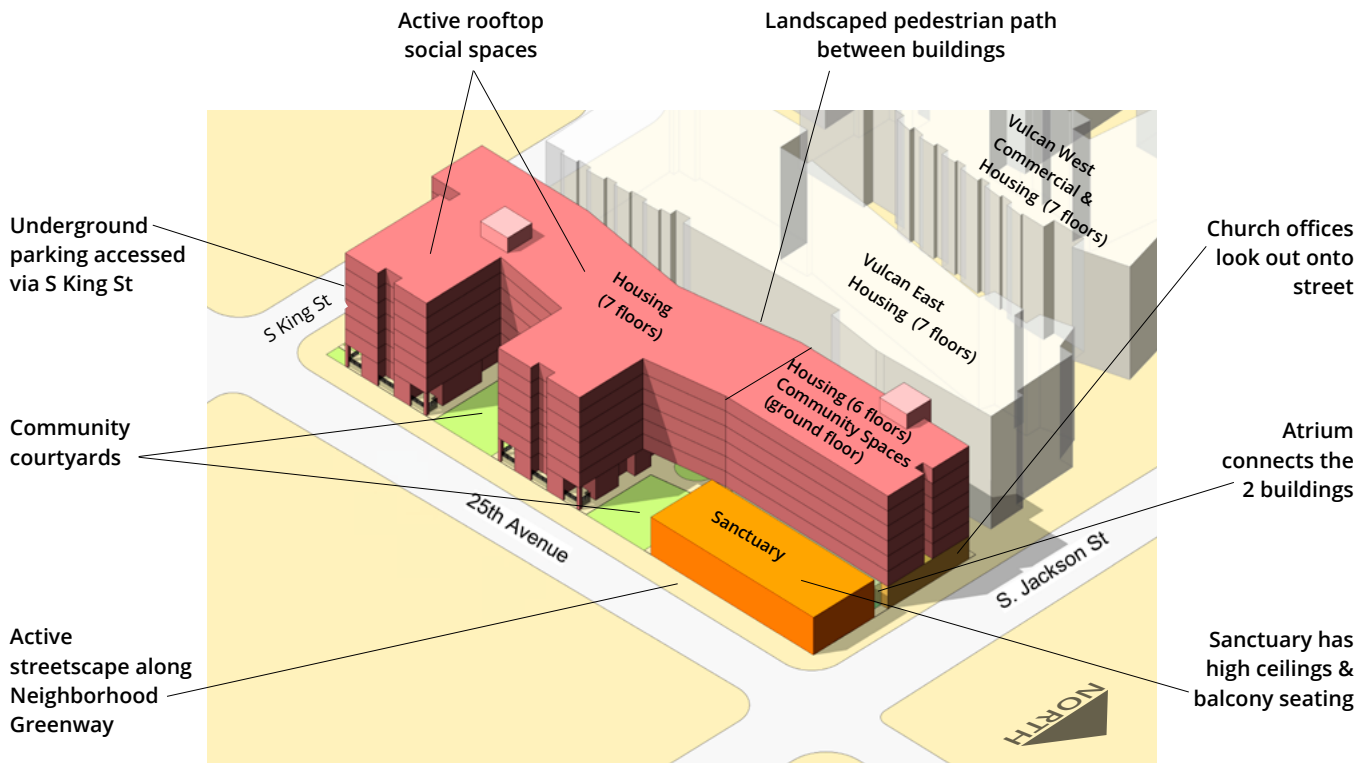 Active rooftop
social spaces
Landscaped pedestrian path
between buildings
Vulcan West
Commercial &
Housing (7 floors)
Underground
parking accessed
via S King St
Church offices
look out onto
street
Vulcan East
Housing (7 floors)
Housing
(7 floors)
S King St
Housing (6 floors)
Community Spaces
(ground floor)
Community
courtyards
Atrium
connects the
2 buildings
25th Avenue
Sanctuary
S. Jackson St
Active
streetscape along
Neighborhood
Greenway
Sanctuary has
high ceilings &
balcony seating
NORTH